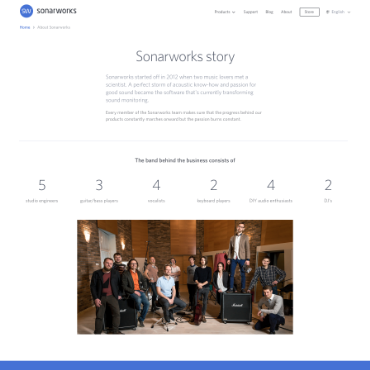 SW sonarworks
Products Support Blog About Store English
Home > About Sonarworks
Sonarworks story
Sonarworks started off in 2012 when two music lovers met a
scientist. A perfect storm of acoustic know-how and passion for
good sound became the software that's currently transforming
sound monitoring.
Every member of the Sonarworks team makes sure that the progress behind our
products constantly marches onward but the passion burns constant.
The band behind the business consists of
5 3 4 2 4 2
studio engineers guitar/bass players vocalists keyboard players DIY audio enthusiasts DJ's
Marshall